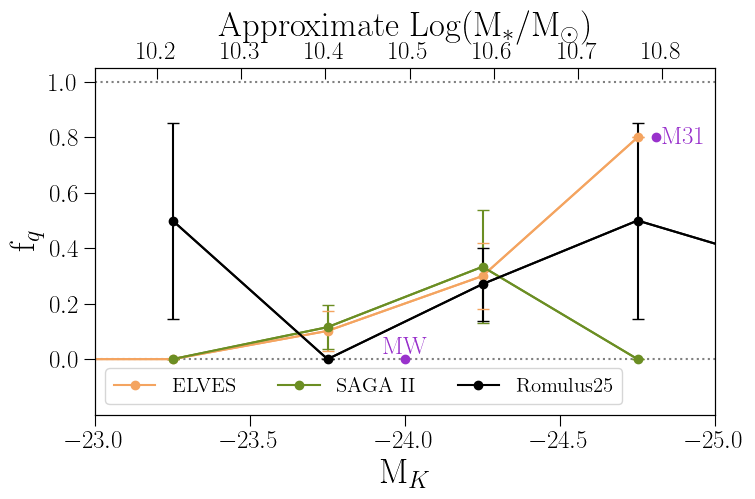 Approximate Log(M*/M⊙)
10.2 10.3 10.4 10.5 10.6 10.7 10.8
1.0
0.8
0.6
0.4
0.2
0.0
f_q
M31
MW
ELVES SAGA II Romulus25
−23.0 −23.5 −24.0 −24.5 −25.0
M_K